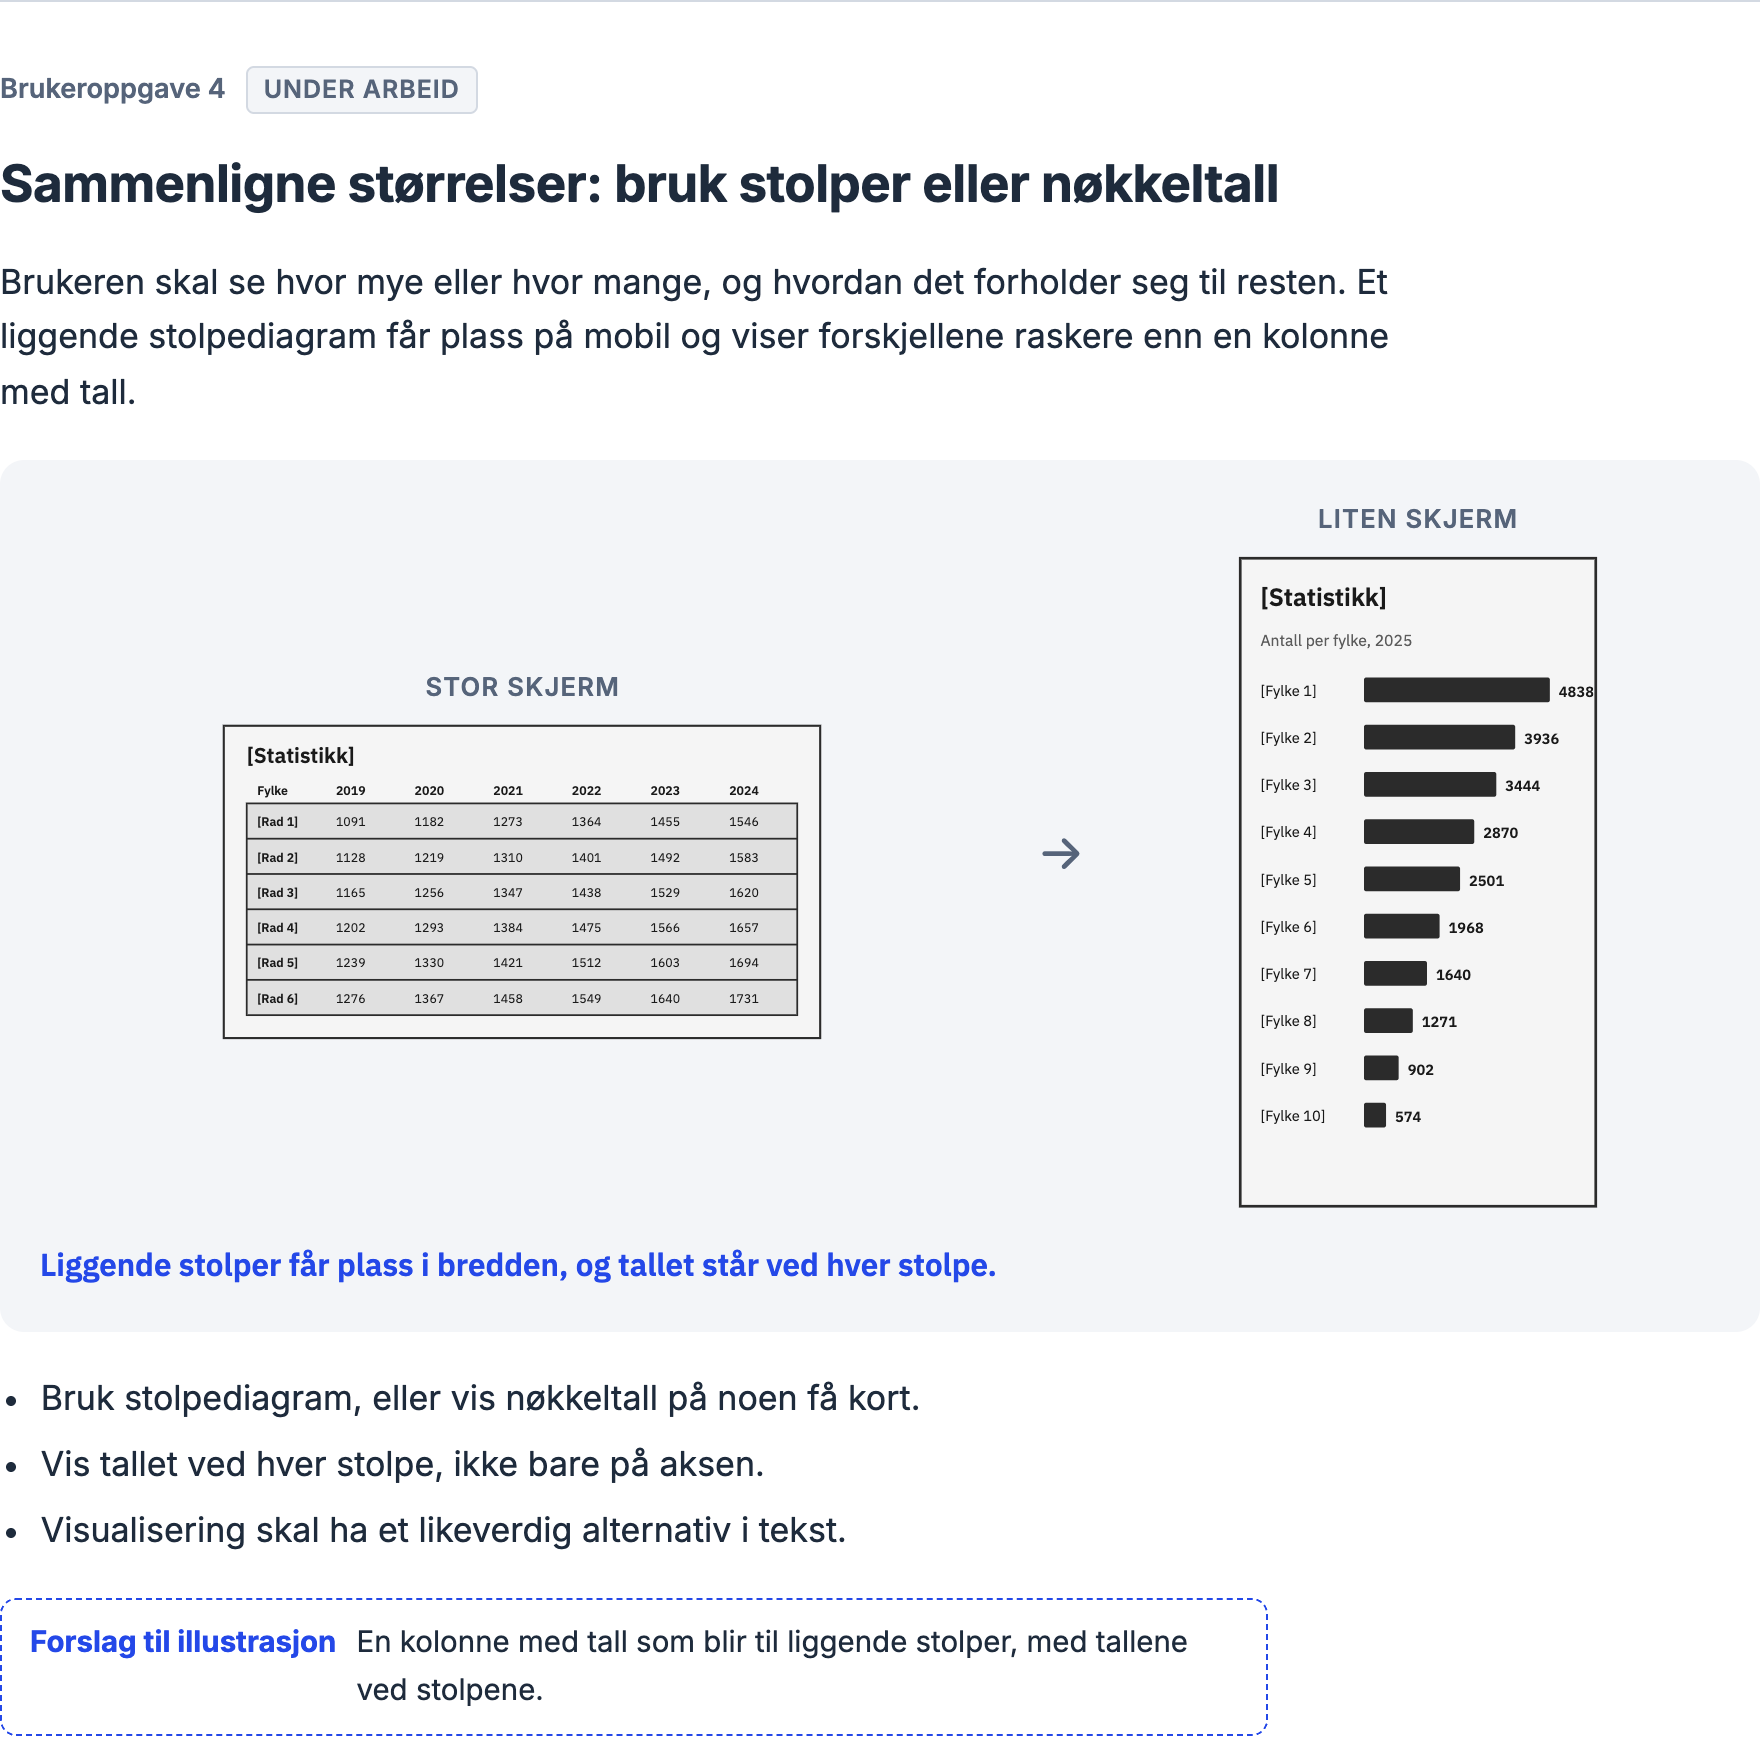 Brukeroppgave 4 UNDER ARBEID
Sammenligne størrelser: bruk stolper eller nøkkeltall
Brukeren skal se hvor mye eller hvor mange, og hvordan det forholder seg til resten. Et
liggende stolpediagram får plass på mobil og viser forskjellene raskere enn en kolonne
med tall.
STOR SKJERM
[Statistikk]
Fylke 2019 2020 2021 2022 2023 2024
[Rad 1] 1091 1182 1273 1364 1455 1546
[Rad 2] 1128 1219 1310 1401 1492 1583
[Rad 3] 1165 1256 1347 1438 1529 1620
[Rad 4] 1202 1293 1384 1475 1566 1657
[Rad 5] 1239 1330 1421 1512 1603 1694
[Rad 6] 1276 1367 1458 1549 1640 1731
→
LITEN SKJERM
[Statistikk]
Antall per fylke, 2025
[Fylke 1] 4838
[Fylke 2] 3936
[Fylke 3] 3444
[Fylke 4] 2870
[Fylke 5] 2501
[Fylke 6] 1968
[Fylke 7] 1640
[Fylke 8] 1271
[Fylke 9] 902
[Fylke 10] 574
Liggende stolper får plass i bredden, og tallet står ved hver stolpe.
• Bruk stolpediagram, eller vis nøkkeltall på noen få kort.
• Vis tallet ved hver stolpe, ikke bare på aksen.
• Visualisering skal ha et likeverdig alternativ i tekst.
Forslag til illustrasjon En kolonne med tall som blir til liggende stolper, med tallene
ved stolpene.